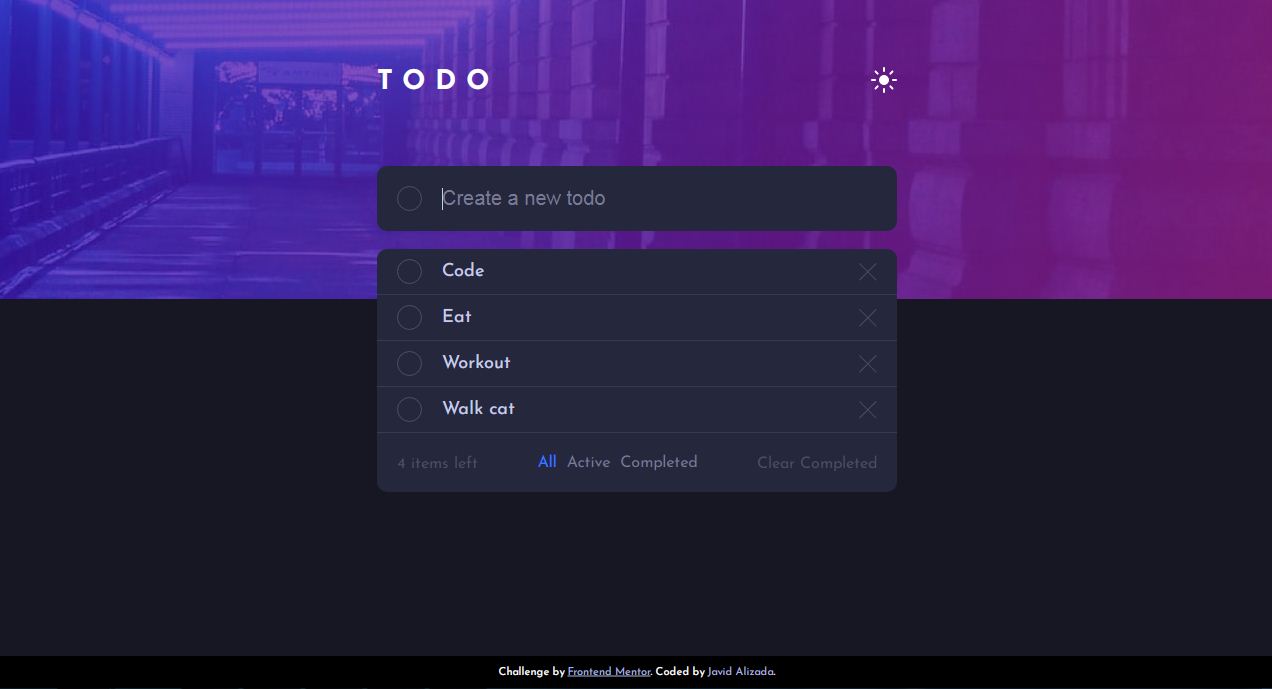 TODO
Create a new todo
Code
Eat
Workout
Walk cat
4 items left All Active Completed Clear Completed
Challenge by Frontend Mentor. Coded by Javid Alizada.